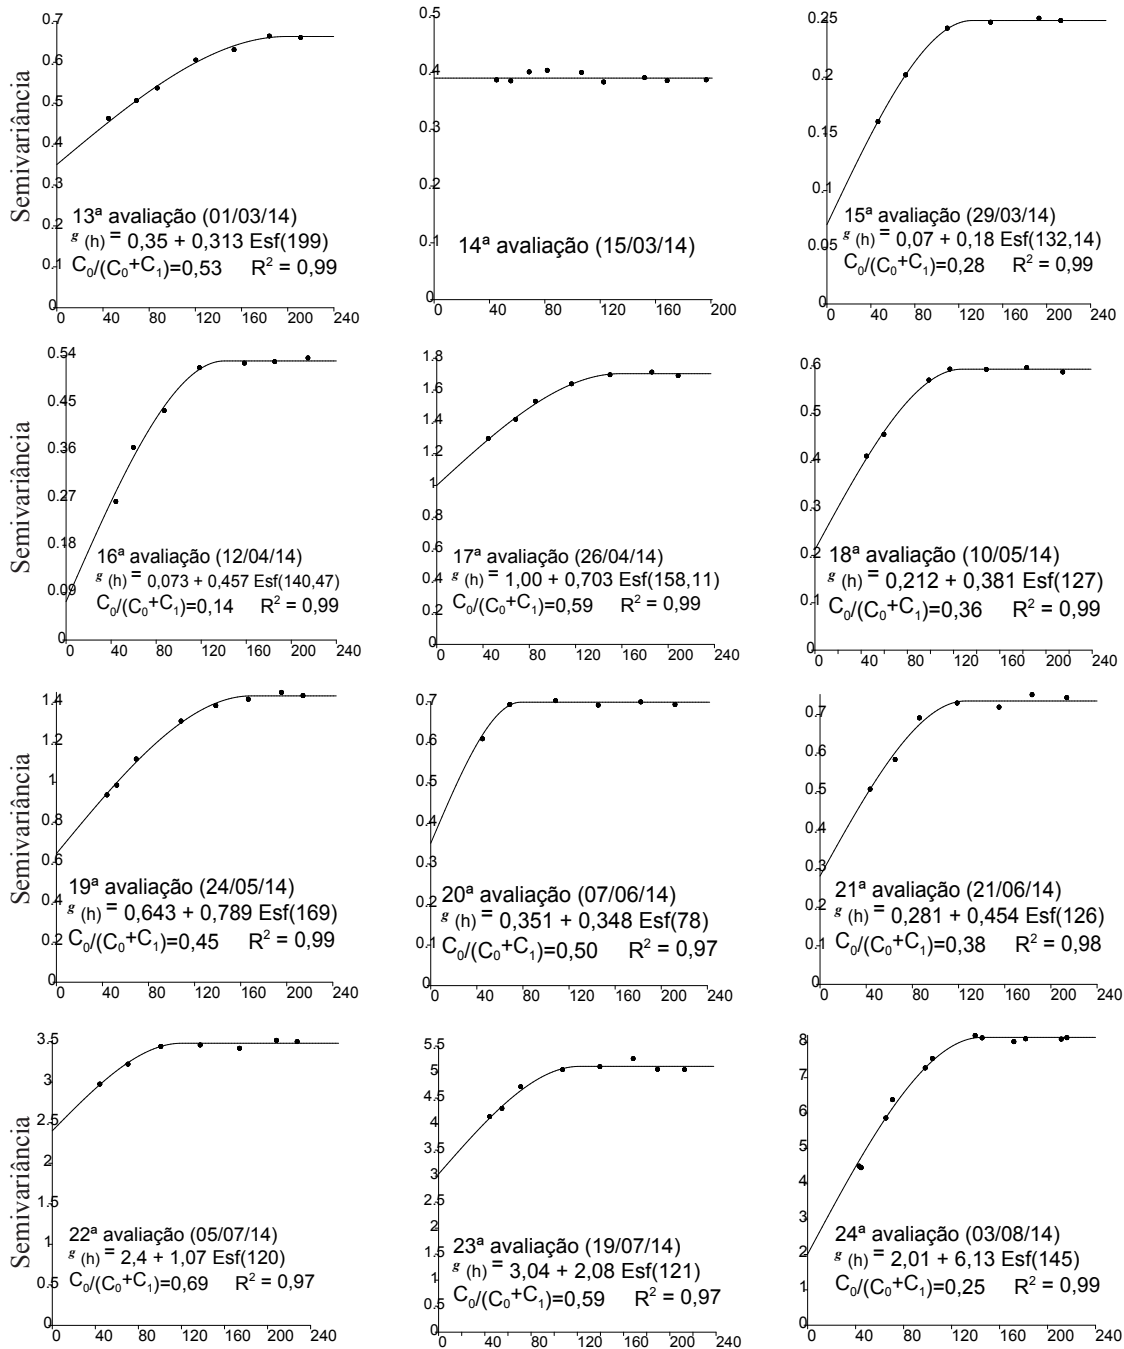 Semivariância
0.7
0.6
0.5
0.4
0.3
0.2
0.1
0
13ª avaliação (01/03/14)
g (h) = 0,35 + 0,313 Esf(199)
C0/(C0+C1)=0,53 R² = 0,99
0 40 80 120 160 200 240
0.5
0.4
0.3
0.2
0.1
0
14ª avaliação (15/03/14)
0 40 80 120 160 200
0.25
0.2
0.15
0.1
0.05
0
15ª avaliação (29/03/14)
g (h) = 0,07 + 0,18 Esf(132,14)
C0/(C0+C1)=0,28 R² = 0,99
0 40 80 120 160 200 240
Semivariância
0.54
0.45
0.36
0.27
0.18
0.09
0
16ª avaliação (12/04/14)
g (h) = 0,073 + 0,457 Esf(140,47)
C0/(C0+C1)=0,14 R² = 0,99
0 40 80 120 160 200 240
1.8
1.6
1.4
1.2
1
0.8
0.6
0.4
0.2
0
17ª avaliação (26/04/14)
g (h) = 1,00 + 0,703 Esf(158,11)
C0/(C0+C1)=0,59 R² = 0,99
0 40 80 120 160 200 240
0.6
0.5
0.4
0.3
0.2
0.1
0
18ª avaliação (10/05/14)
g (h) = 0,212 + 0,381 Esf(127)
C0/(C0+C1)=0,36 R² = 0,99
0 40 80 120 160 200 240
Semivariância
1.4
1.2
1
0.8
0.6
0.4
0.2
0
19ª avaliação (24/05/14)
g (h) = 0,643 + 0,789 Esf(169)
C0/(C0+C1)=0,45 R² = 0,99
0 40 80 120 160 200 240
0.7
0.6
0.5
0.4
0.3
0.2
0.1
0
20ª avaliação (07/06/14)
g (h) = 0,351 + 0,348 Esf(78)
C0/(C0+C1)=0,50 R² = 0,97
0 40 80 120 160 200 240
0.7
0.6
0.5
0.4
0.3
0.2
0.1
0
21ª avaliação (21/06/14)
g (h) = 0,281 + 0,454 Esf(126)
C0/(C0+C1)=0,38 R² = 0,98
0 40 80 120 160 200 240
Semivariância
3.5
3
2.5
2
1.5
1
0.5
0
22ª avaliação (05/07/14)
g (h) = 2,4 + 1,07 Esf(120)
C0/(C0+C1)=0,69 R² = 0,97
0 40 80 120 160 200 240
5.5
5
4.5
4
3.5
3
2.5
2
1.5
1
0.5
0
23ª avaliação (19/07/14)
g (h) = 3,04 + 2,08 Esf(121)
C0/(C0+C1)=0,59 R² = 0,97
0 40 80 120 160 200 240
8
7
6
5
4
3
2
1
0
24ª avaliação (03/08/14)
g (h) = 2,01 + 6,13 Esf(145)
C0/(C0+C1)=0,25 R² = 0,99
0 40 80 120 160 200 240